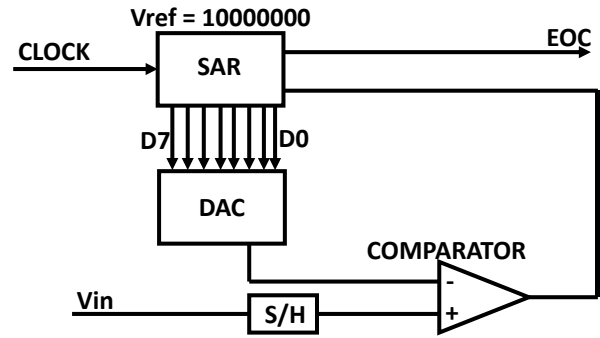 Vref = 10000000
CLOCK
SAR
EOC
D7
D0
DAC
COMPARATOR
-
Vin
S/H
+